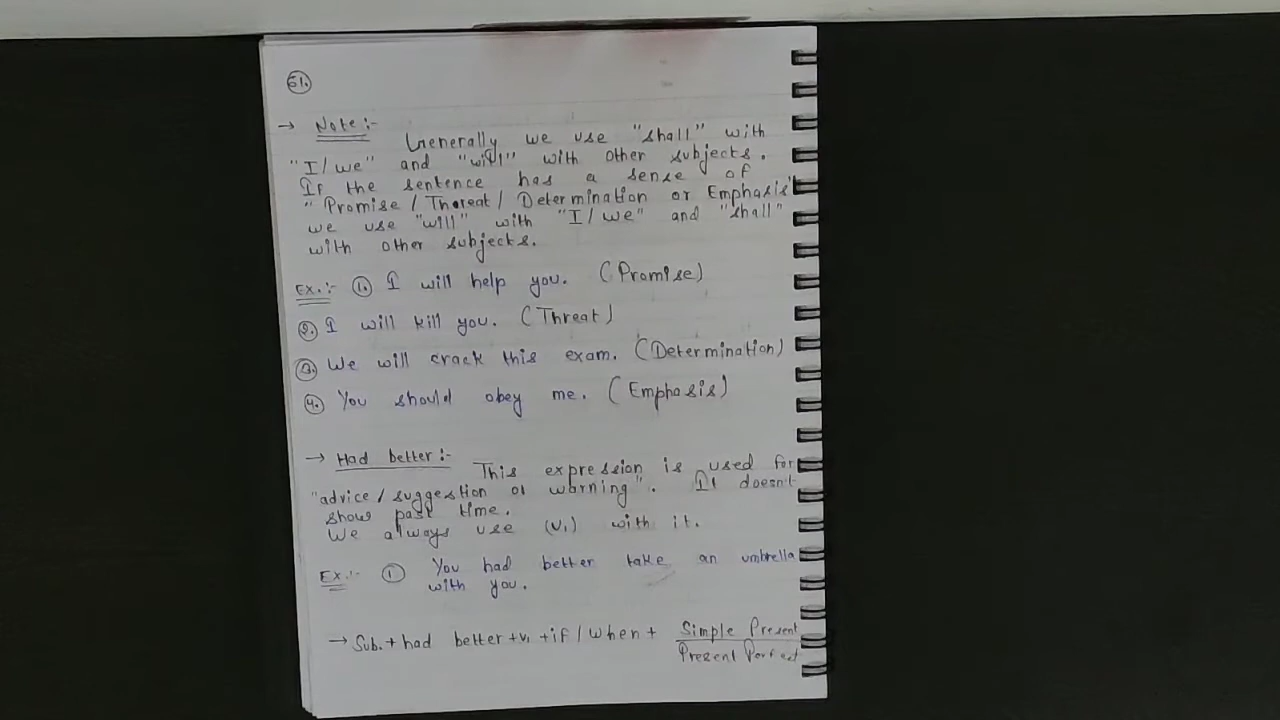 51.
→ Note:- Generally we use "shall" with
"I/we" and "will" with other subjects.
If the sentence has a sense of
"Promise / Threat / Determination or Emphasis"
we use "will" with "I/we" and "shall"
with other subjects.
Ex.:- ①. I will help you. (Promise)
②. I will kill you. (Threat)
③. We will crack this exam. (Determination)
④. You should obey me. (Emphasis)
→ Had better:- This expression is used for
"advice / suggestion or warning". It doesn't
show past time.
We always use (V₁) with it.
Ex.:- ① You had better take an umbrella
with you.
→ Sub. + had better + V₁ + if / when + Simple Present
Present Perfect